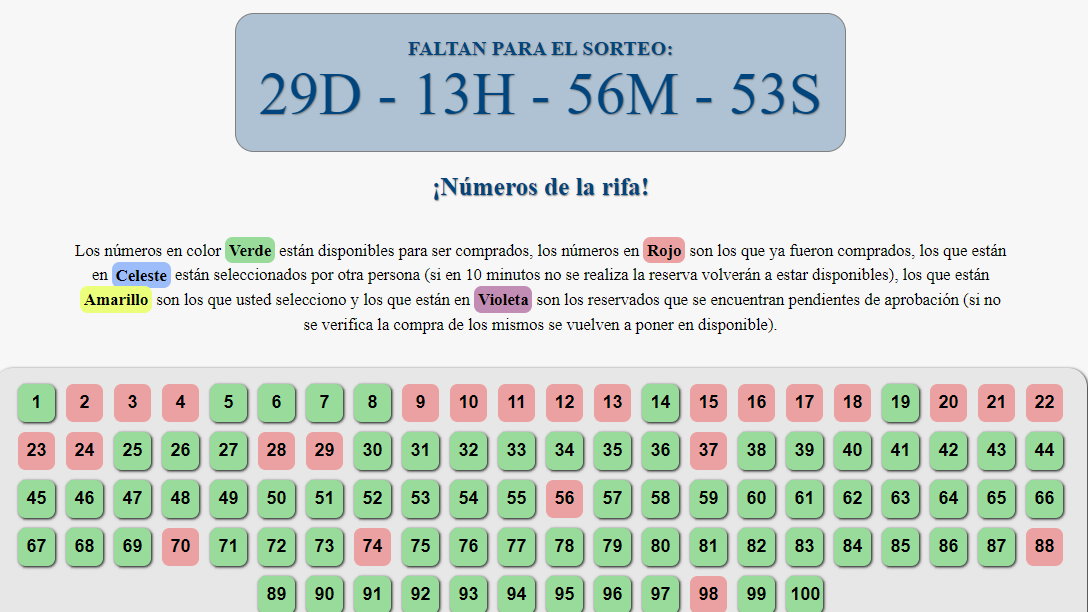 FALTAN PARA EL SORTEO:
29D - 13H - 56M - 53S
¡Números de la rifa!
Los números en color Verde están disponibles para ser comprados, los números en Rojo son los que ya fueron comprados, los que están
en Celeste están seleccionados por otra persona (si en 10 minutos no se realiza la reserva volverán a estar disponibles), los que están
Amarillo son los que usted selecciono y los que están en Violeta son los reservados que se encuentran pendientes de aprobación (si no
se verifica la compra de los mismos se vuelven a poner en disponible).
1 2 3 4 5 6 7 8 9 10 11 12 13 14 15 16 17 18 19 20 21 22
23 24 25 26 27 28 29 30 31 32 33 34 35 36 37 38 39 40 41 42 43 44
45 46 47 48 49 50 51 52 53 54 55 56 57 58 59 60 61 62 63 64 65 66
67 68 69 70 71 72 73 74 75 76 77 78 79 80 81 82 83 84 85 86 87 88
89 90 91 92 93 94 95 96 97 98 99 100